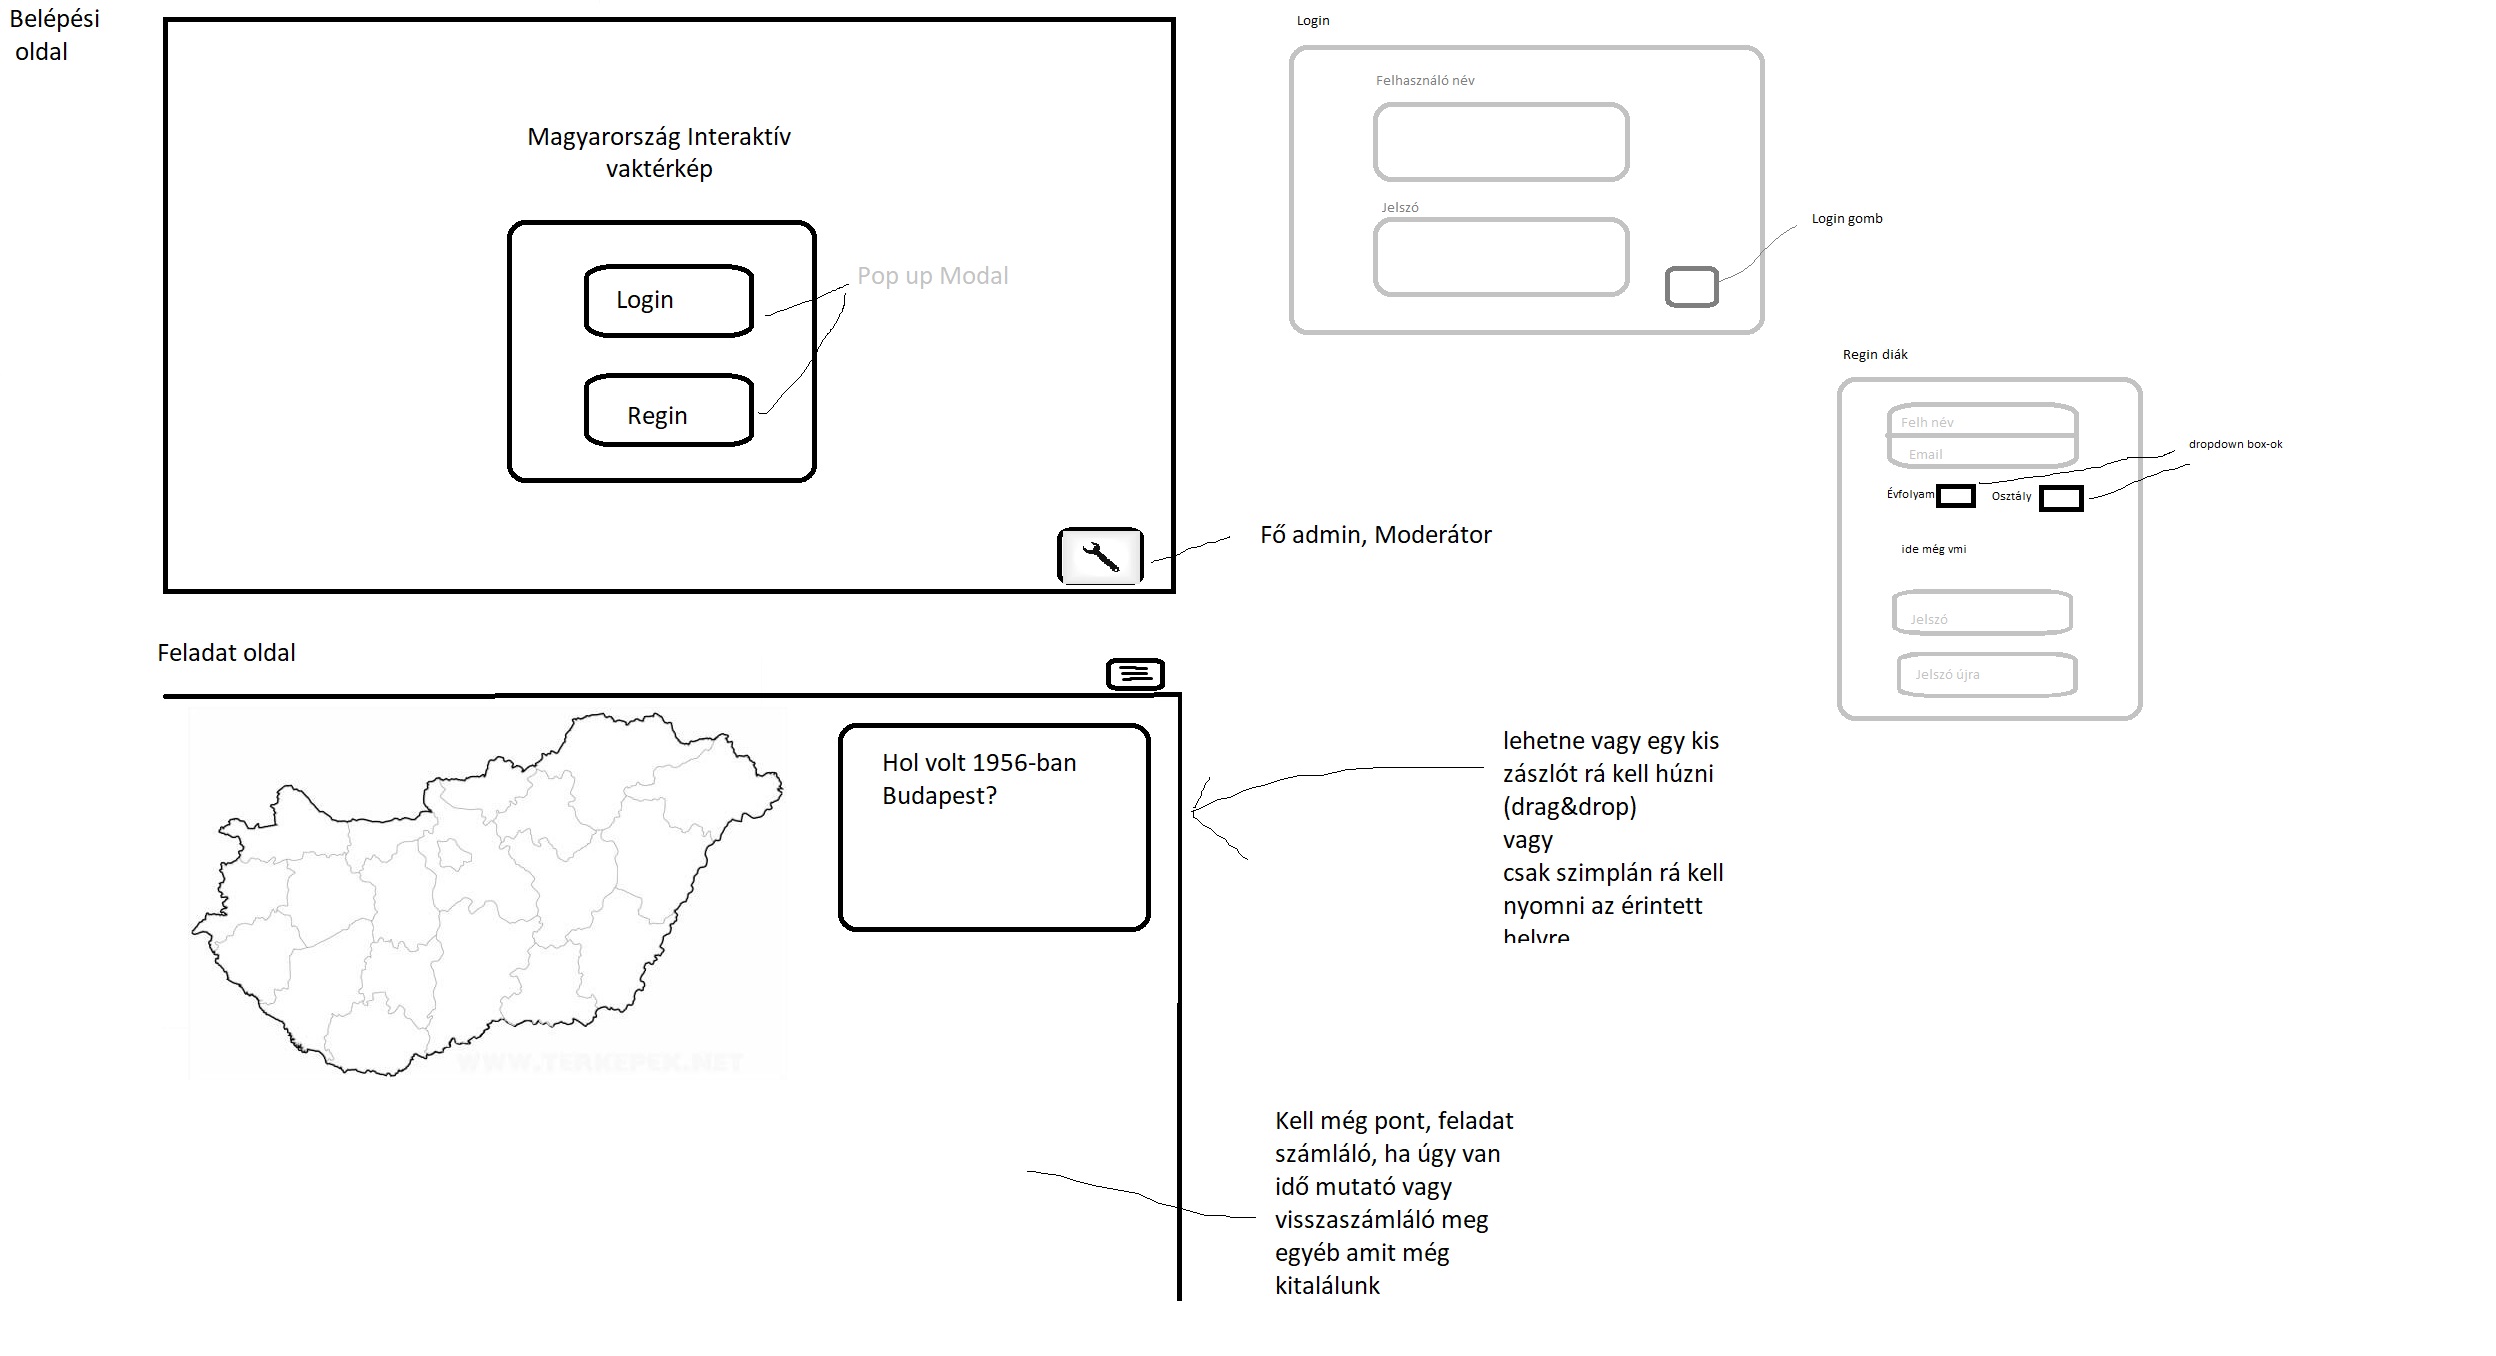 Belépési
oldal
Magyarország Interaktív
vaktérkép
Login
Regin
Pop up Modal
Fő admin, Moderátor
Login
Felhasználó név
Jelszó
Login gomb
Regin diák
Felh név
Email
dropdown box-ok
Évfolyam
Osztály
ide még vmi
Jelszó
Jelszó újra
Feladat oldal
Hol volt 1956-ban
Budapest?
WWW.TERKEPEK.NET
lehetne vagy egy kis
zászlót rá kell húzni
(drag&drop)
vagy
csak szimplán rá kell
nyomni az érintett
helyre
Kell még pont, feladat
számláló, ha úgy van
idő mutató vagy
visszaszámláló meg
egyéb amit még
kitalálunk